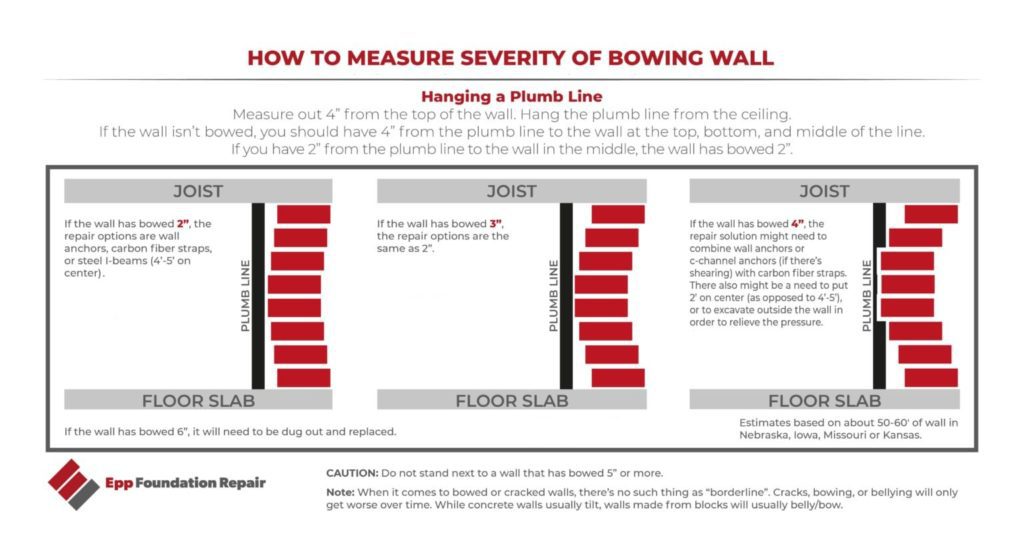 HOW TO MEASURE SEVERITY OF BOWING WALL
Hanging a Plumb Line
Measure out 4” from the top of the wall. Hang the plumb line from the ceiling.
If the wall isn’t bowed, you should have 4” from the plumb line to the wall at the top, bottom, and middle of the line.
If you have 2” from the plumb line to the wall in the middle, the wall has bowed 2”.
JOIST
If the wall has bowed 2”, the
repair options are wall
anchors, carbon fiber straps,
or steel I-beams (4’-5’ on
center).
PLUMB LINE
FLOOR SLAB
If the wall has bowed 6”, it will need to be dug out and replaced.
JOIST
If the wall has bowed 3”,
the repair options are the
same as 2”.
PLUMB LINE
FLOOR SLAB
JOIST
If the wall has bowed 4”, the
repair solution might need to
combine wall anchors or
c-channel anchors (if there’s
shearing) with carbon fiber straps.
There also might be a need to put
2’ on center (as opposed to 4’-5’),
or to excavate outside the wall in
order to relieve the pressure.
PLUMB LINE
FLOOR SLAB
Estimates based on about 50-60' of wall in
Nebraska, Iowa, Missouri or Kansas.
Epp Foundation Repair
CAUTION: Do not stand next to a wall that has bowed 5” or more.
Note: When it comes to bowed or cracked walls, there’s no such thing as “borderline”. Cracks, bowing, or bellying will only
get worse over time. While concrete walls usually tilt, walls made from blocks will usually belly/bow.